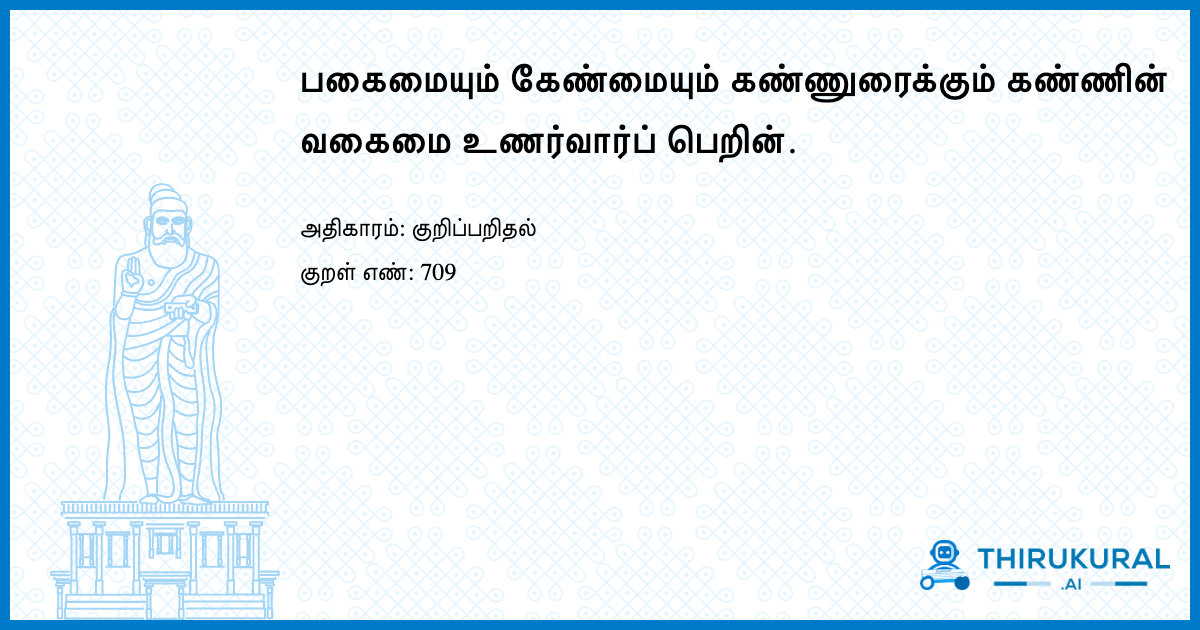 பகைமையும் கேண்மையும் கண்ணுரைக்கும் கண்ணின்
வகைமை உணர்வார்ப் பெறின்.
அதிகாரம்: குறிப்பறிதல்
குறள் எண்: 709
THIRUKURAL
.AI